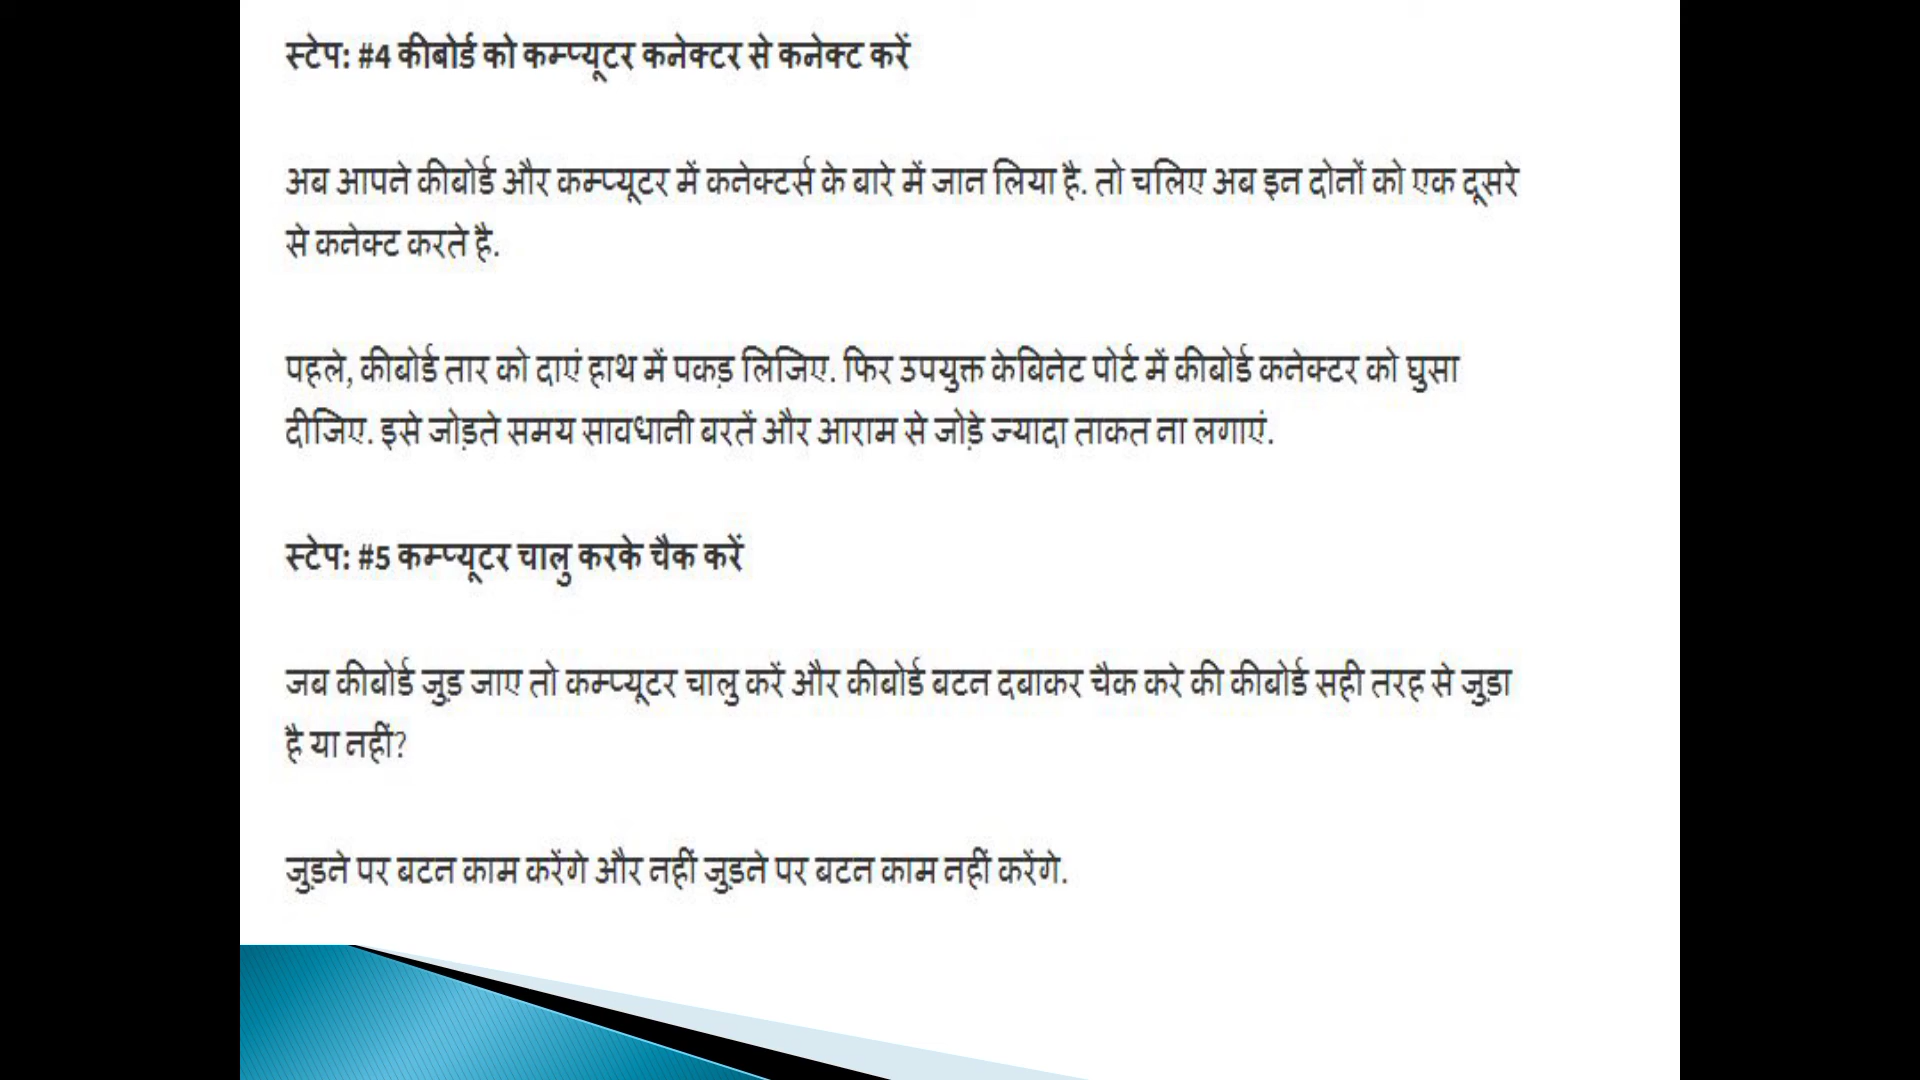 स्टेप: #4 कीबोर्ड को कम्प्यूटर कनेक्टर से कनेक्ट करें
अब आपने कीबोर्ड और कम्प्यूटर में कनेक्टर्स के बारे में जान लिया है. तो चलिए अब इन दोनों को एक दूसरे
से कनेक्ट करते है.
पहले, कीबोर्ड तार को दाएं हाथ में पकड़ लिजिए. फिर उपयुक्त केबिनेट पोर्ट में कीबोर्ड कनेक्टर को घुसा
दीजिए. इसे जोड़ते समय सावधानी बरतें और आराम से जोड़े ज्यादा ताकत ना लगाएं.
स्टेप: #5 कम्प्यूटर चालु करके चैक करें
जब कीबोर्ड जुड़ जाए तो कम्प्यूटर चालु करें और कीबोर्ड बटन दबाकर चैक करे की कीबोर्ड सही तरह से जुड़ा
है या नहीं?
जुड़ने पर बटन काम करेंगे और नहीं जुड़ने पर बटन काम नहीं करेंगे.